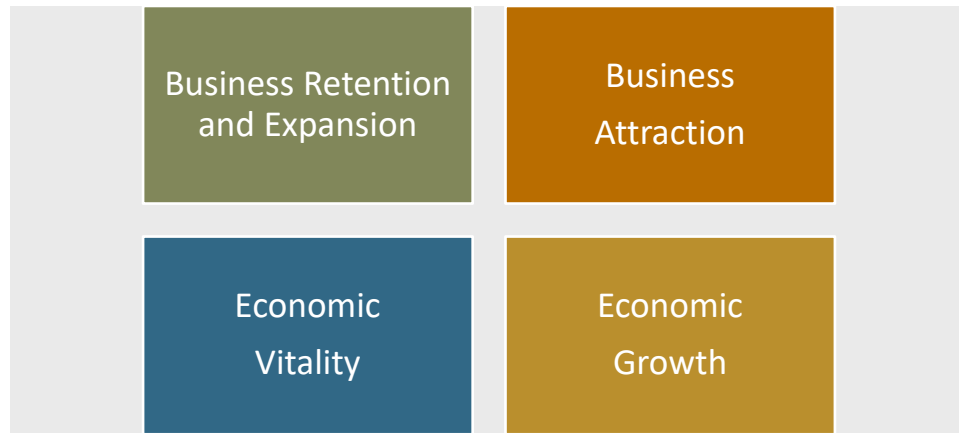 Business Retention
and Expansion
Business
Attraction
Economic
Vitality
Economic
Growth